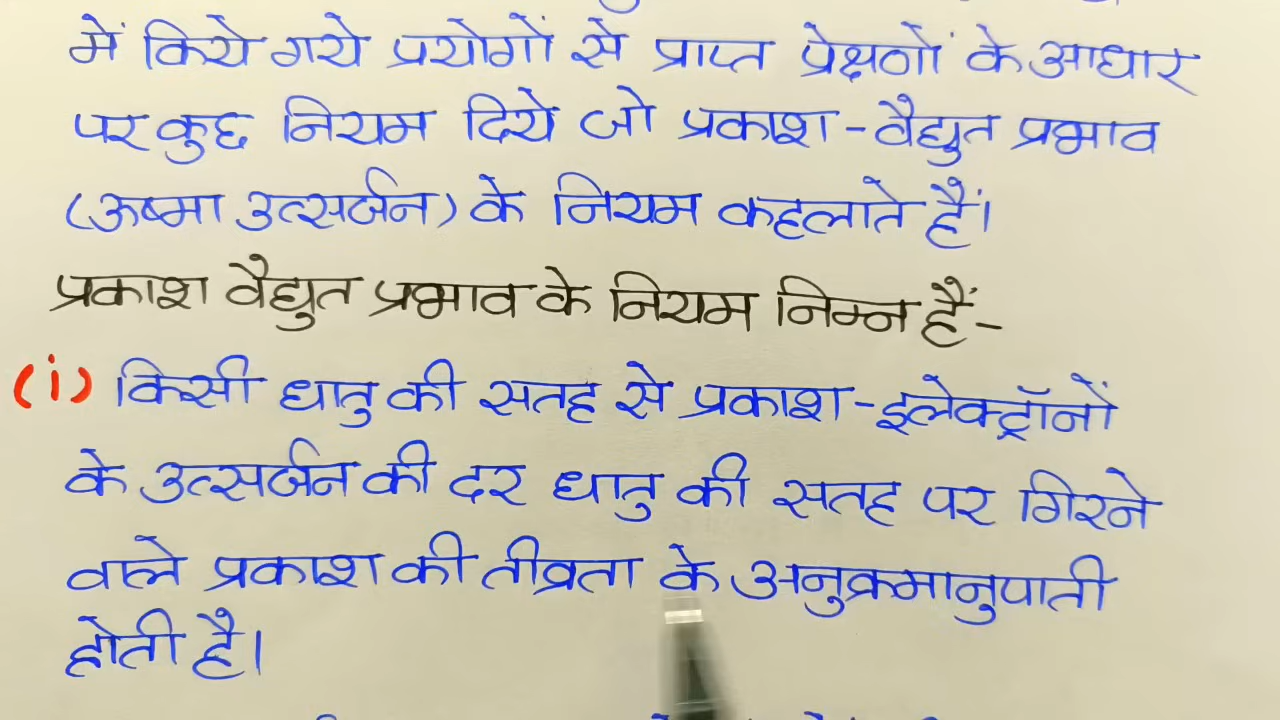 में किये गये प्रयोगों से प्राप्त प्रेक्षणों के आधार
पर कुछ नियम दिये जो प्रकाश-वैद्युत प्रभाव
(ऊष्मा उत्सर्जन) के नियम कहलाते हैं।
प्रकाश वैद्युत प्रभाव के नियम निम्न हैं-
(i) किसी धातु की सतह से प्रकाश-इलेक्ट्रॉनों
के उत्सर्जन की दर धातु की सतह पर गिरने
वाले प्रकाश की तीव्रता के अनुक्रमानुपाती
होती है।